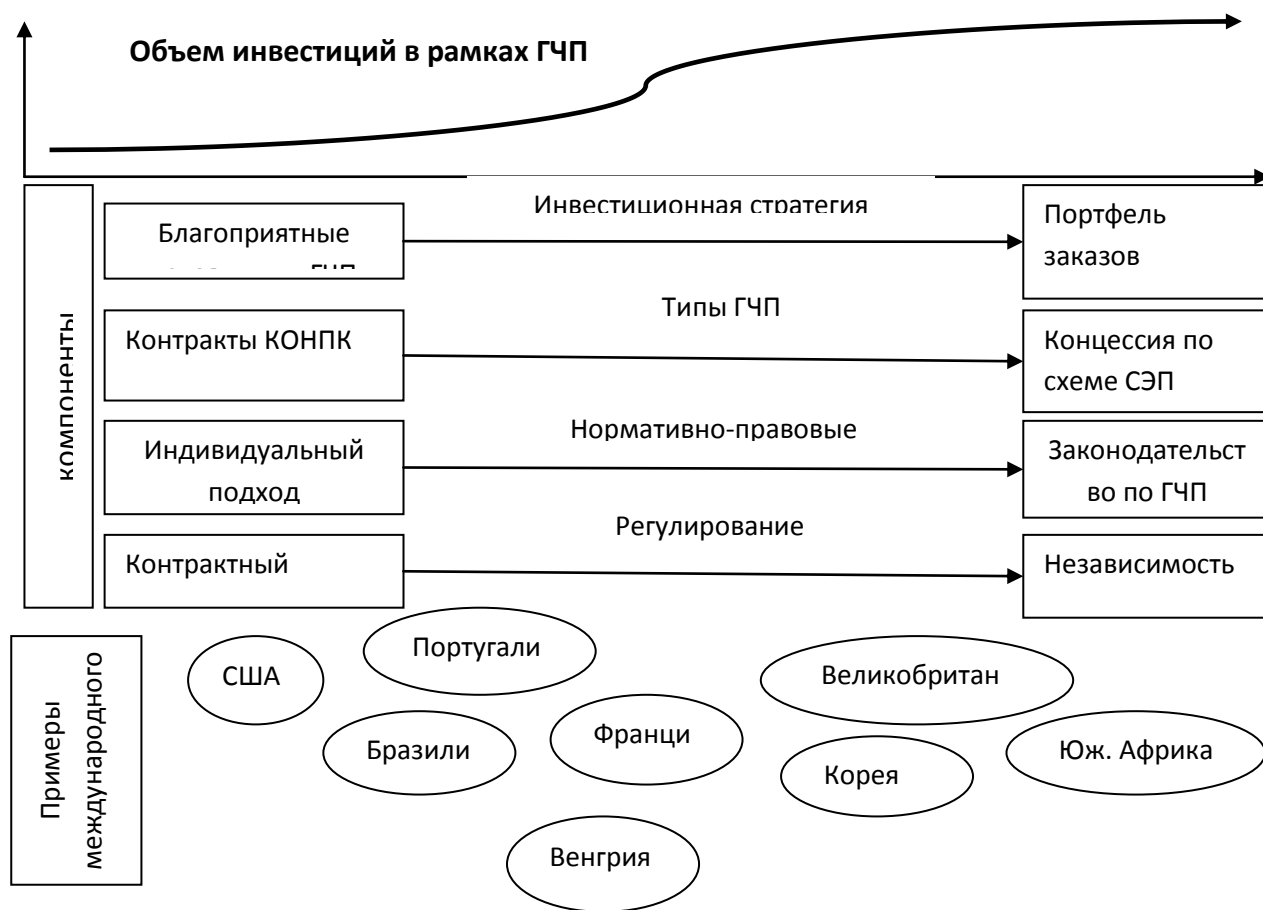 Объем инвестиций в рамках ГЧП
компоненты
Благоприятные
ГЧП
Инвестиционная стратегия
Портфель
заказов
Контракты КОНПК
Типы ГЧП
Концессия по
схеме СЭП
Индивидуальный
подход
Нормативно-правовые
Законодательст
во по ГЧП
Контрактный
Регулирование
Независимость
Примеры
международного
США
Португали
Великобритан
Бразили
Франци
Корея
Юж. Африка
Венгрия